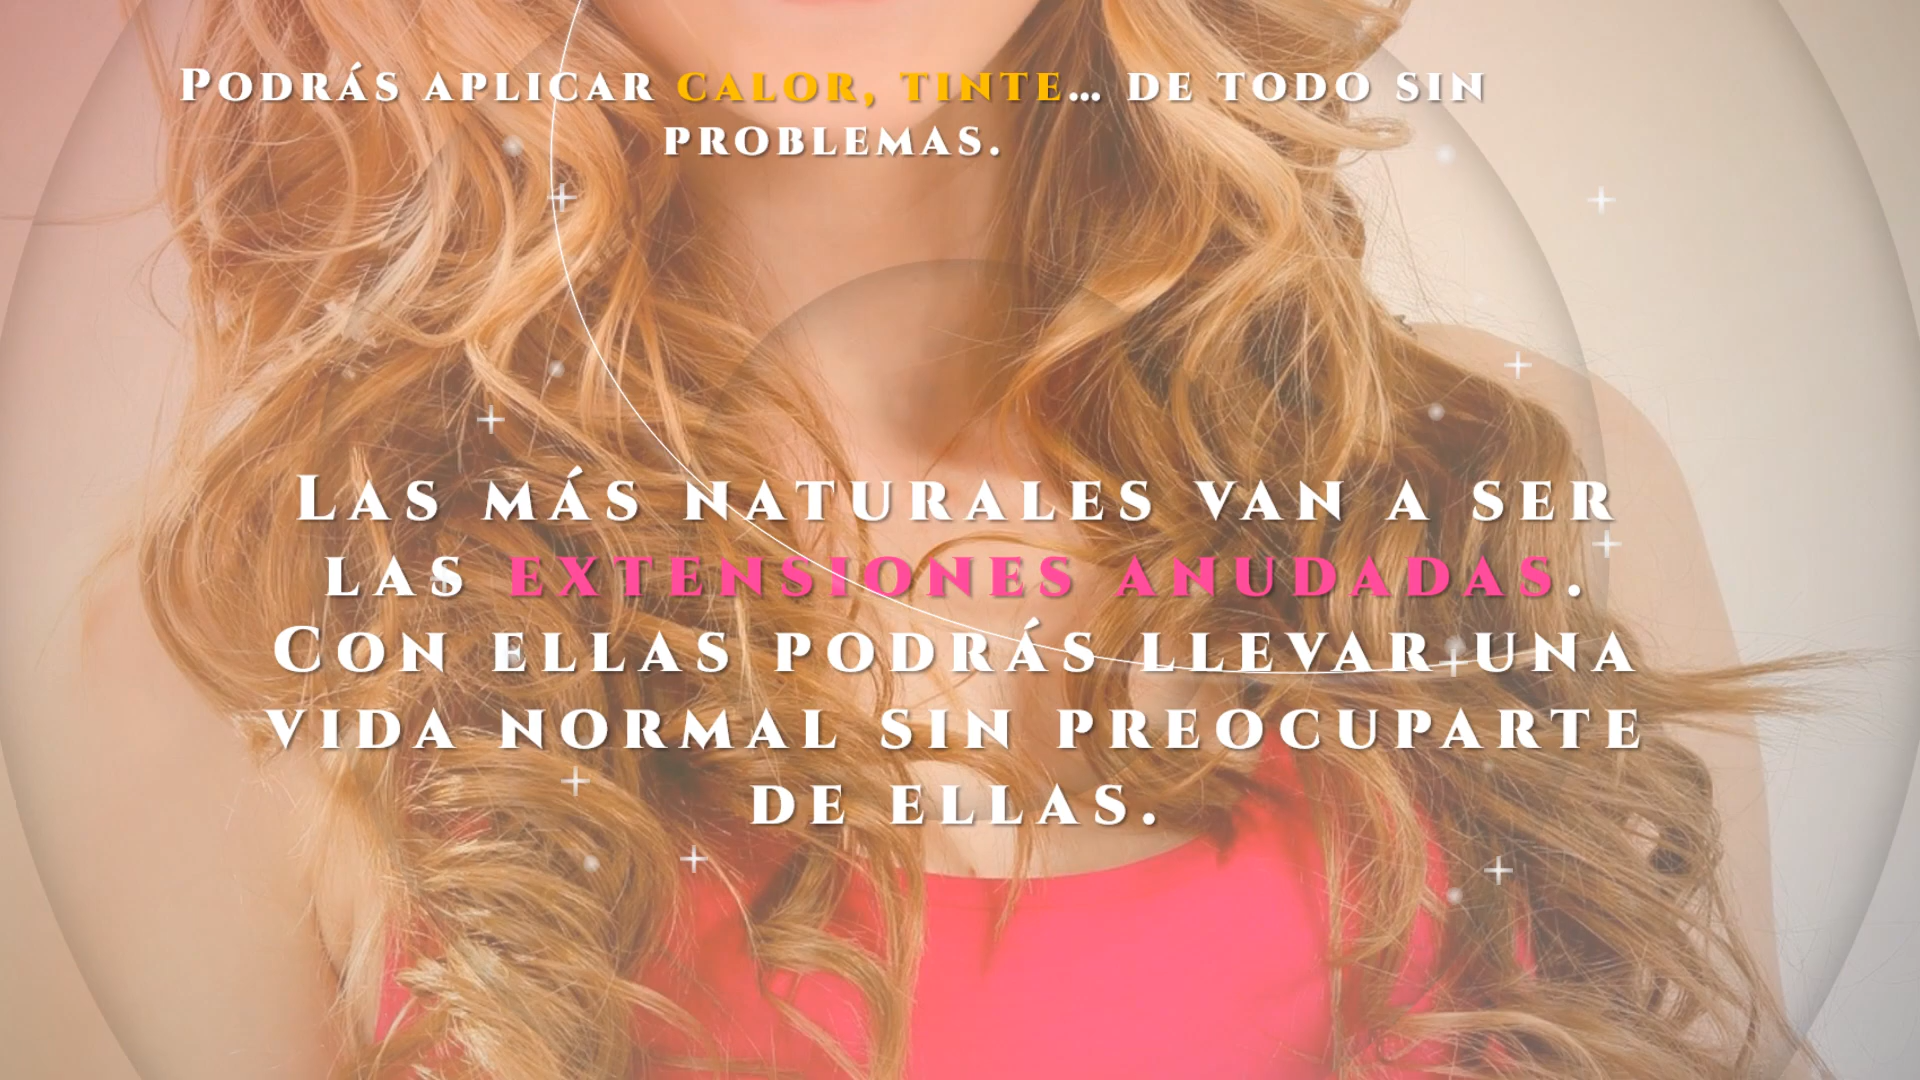 Podrás aplicar calor, tinte... de todo sin
problemas.
Las más naturales van a ser
las extensiones anudadas.
Con ellas podrás llevar una
vida normal sin preocuparte
de ellas.